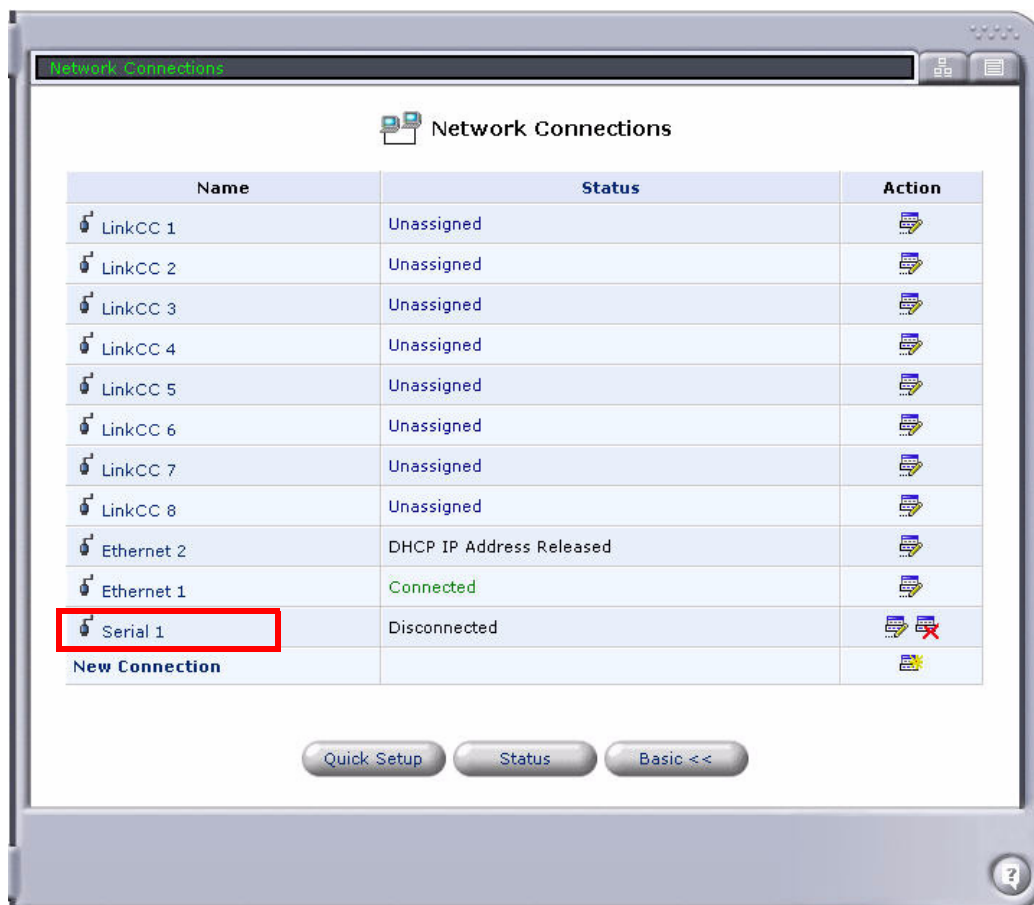 Network Connections
Network Connections
Name Status Action
LinkCC 1 Unassigned
LinkCC 2 Unassigned
LinkCC 3 Unassigned
LinkCC 4 Unassigned
LinkCC 5 Unassigned
LinkCC 6 Unassigned
LinkCC 7 Unassigned
LinkCC 8 Unassigned
Ethernet 2 DHCP IP Address Released
Ethernet 1 Connected
Serial 1 Disconnected
New Connection
Quick Setup Status Basic <<
?